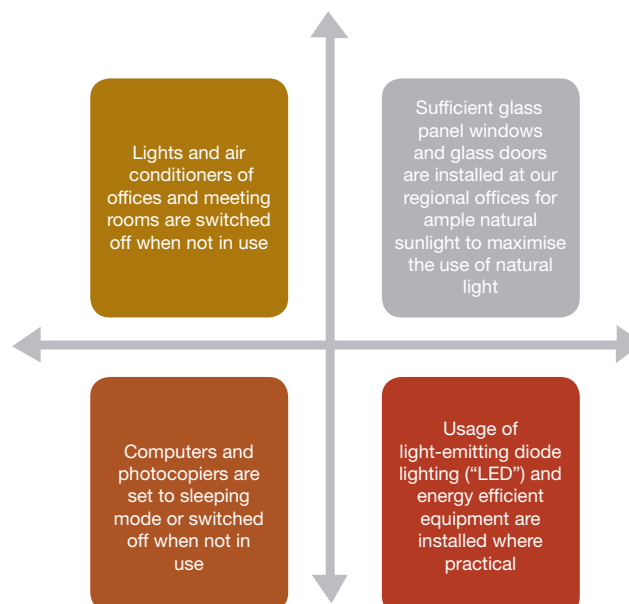 Lights and air
conditioners of
offices and meeting
rooms are switched
off when not in use
Sufficient glass
panel windows
and glass doors
are installed at our
regional offices for
ample natural
sunlight to maximise
the use of natural
light
Computers and
photocopiers are
set to sleeping
mode or switched
off when not in
use
Usage of
light-emitting diode
lighting (“LED”) and
energy efficient
equipment are
installed where
practical